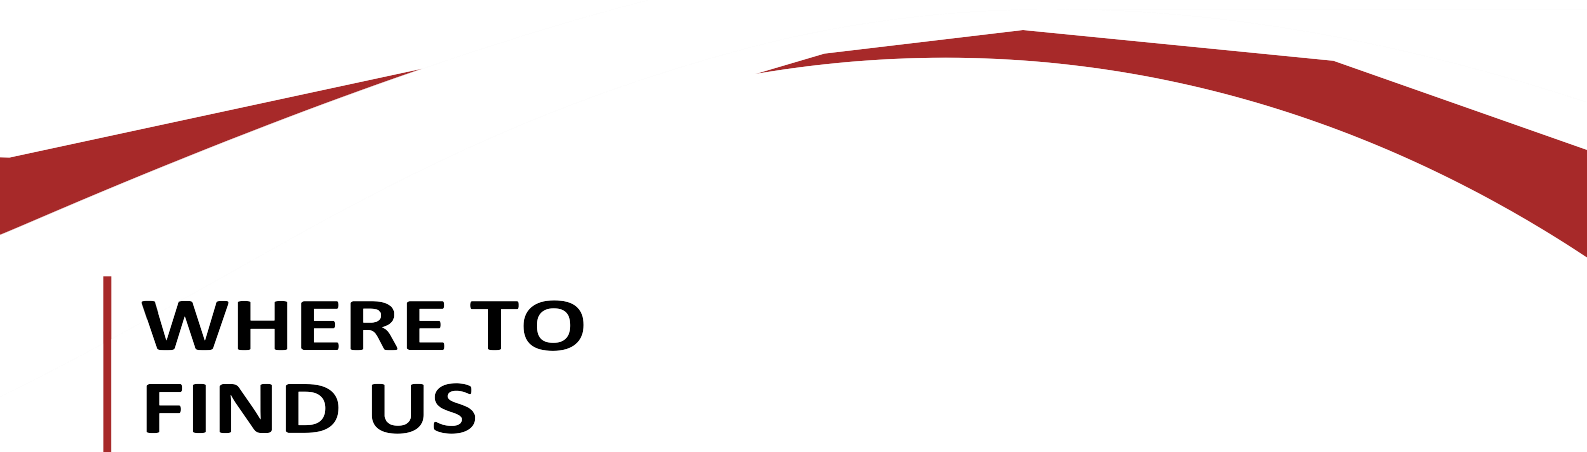 WHERE TO
FIND US